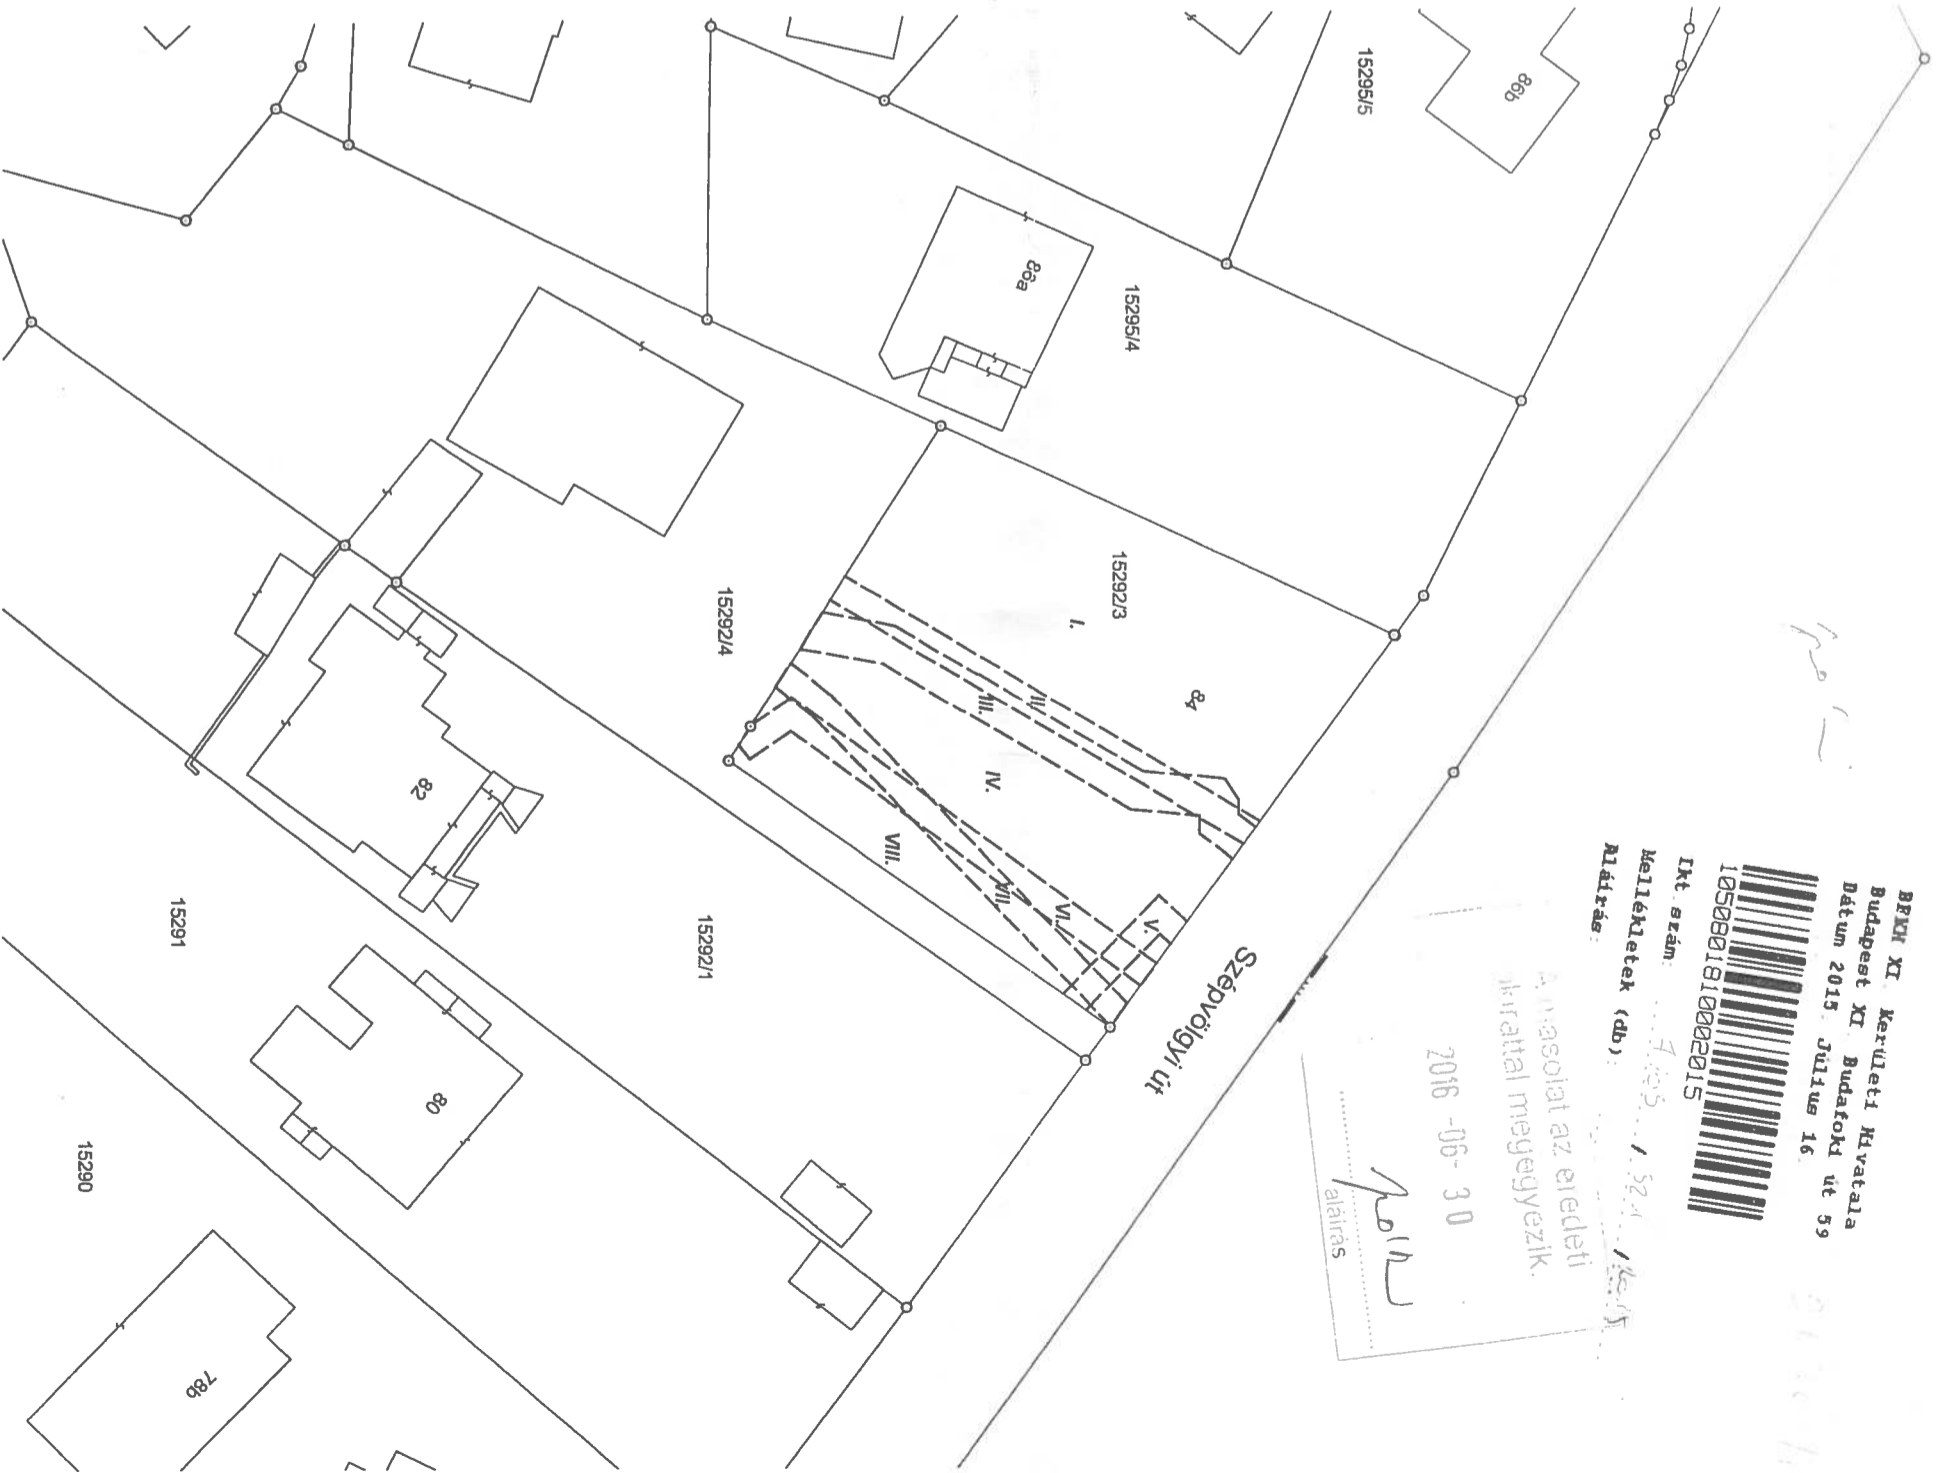 BFKH XI. Kerületi Hivatala
Budapest XI. Budafoki út 59
Dátum 2015 Július 16
1050801810002015
Ikt. szám:
Mellékletek (db):
Aláírás:
A másolat az eredeti
okirattal megegyezik.
2016 -06- 30
aláírás
86b
15295/5
15295/4
86a
15292/3
I.
84
II.
III.
IV.
V.
VI.
VII.
VIII.
15292/4
Szépvölgyi út
82
15292/1
15291
80
15290
78b